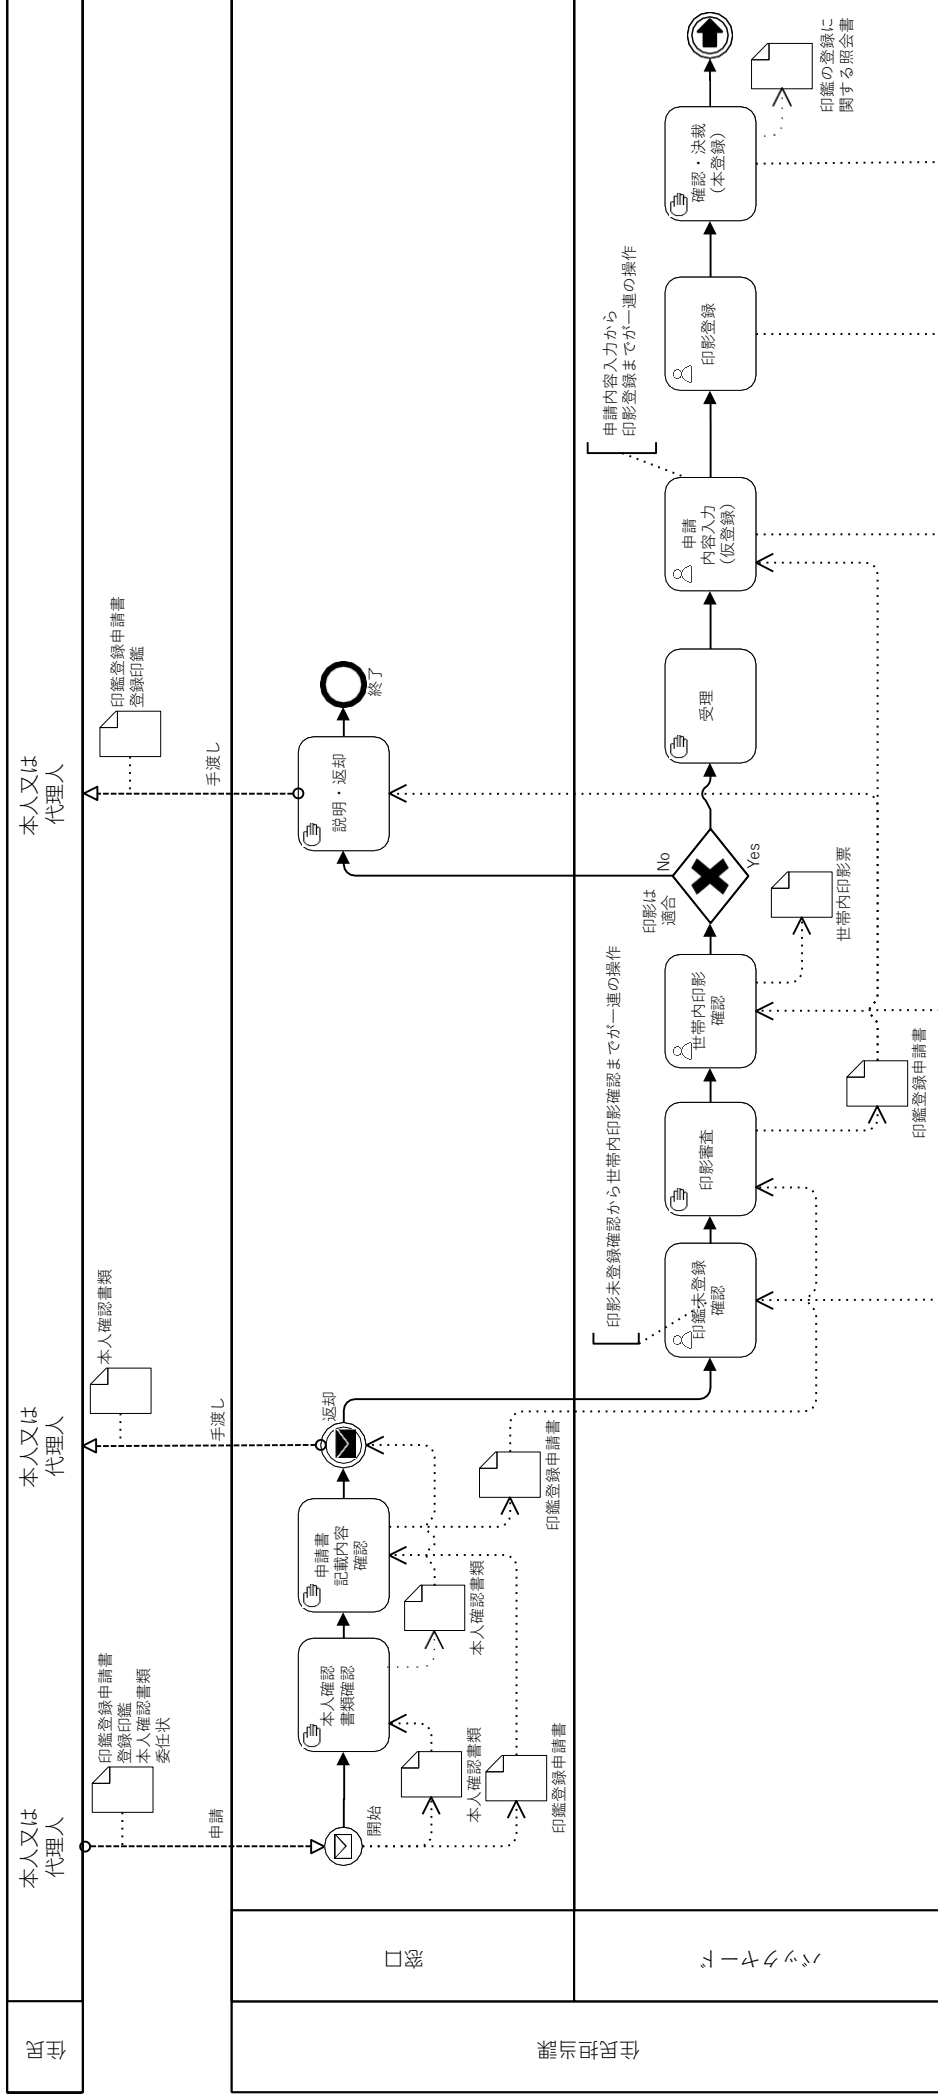 住民
本人又は
代理人
印鑑登録申請書
登録印鑑
本人確認書類
委任状
申請
本人又は
代理人
本人確認書類
手渡し
本人又は
代理人
印鑑登録申請書
登録印鑑
手渡し
住民担当課
窓口
開始
本人確認書類
印鑑登録申請書
本人確認
書類確認
本人確認書類
申請書
記載内容
確認
印鑑登録申請書
返却
説明・返却
終了
バックヤード
印影未登録確認から世帯内印影確認までが一連の操作
印鑑未登録
確認
印影審査
印鑑登録申請書
世帯内印影
確認
世帯内印影票
印影は
適合
No
Yes
受理
申請内容入力から
印影登録までが一連の操作
申請
内容入力
(仮登録)
印影登録
確認・決裁
(本登録)
印鑑の登録に
関する照会書